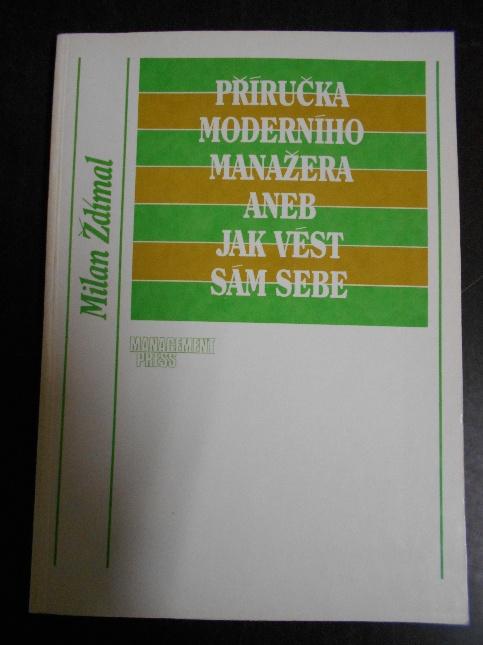 PŘÍRUČKA
MODERNÍHO
MANAŽERA
ANEB
JAK VÉST
SÁM SEBE
Milan Ždímal
MANAGEMENT
PRESS